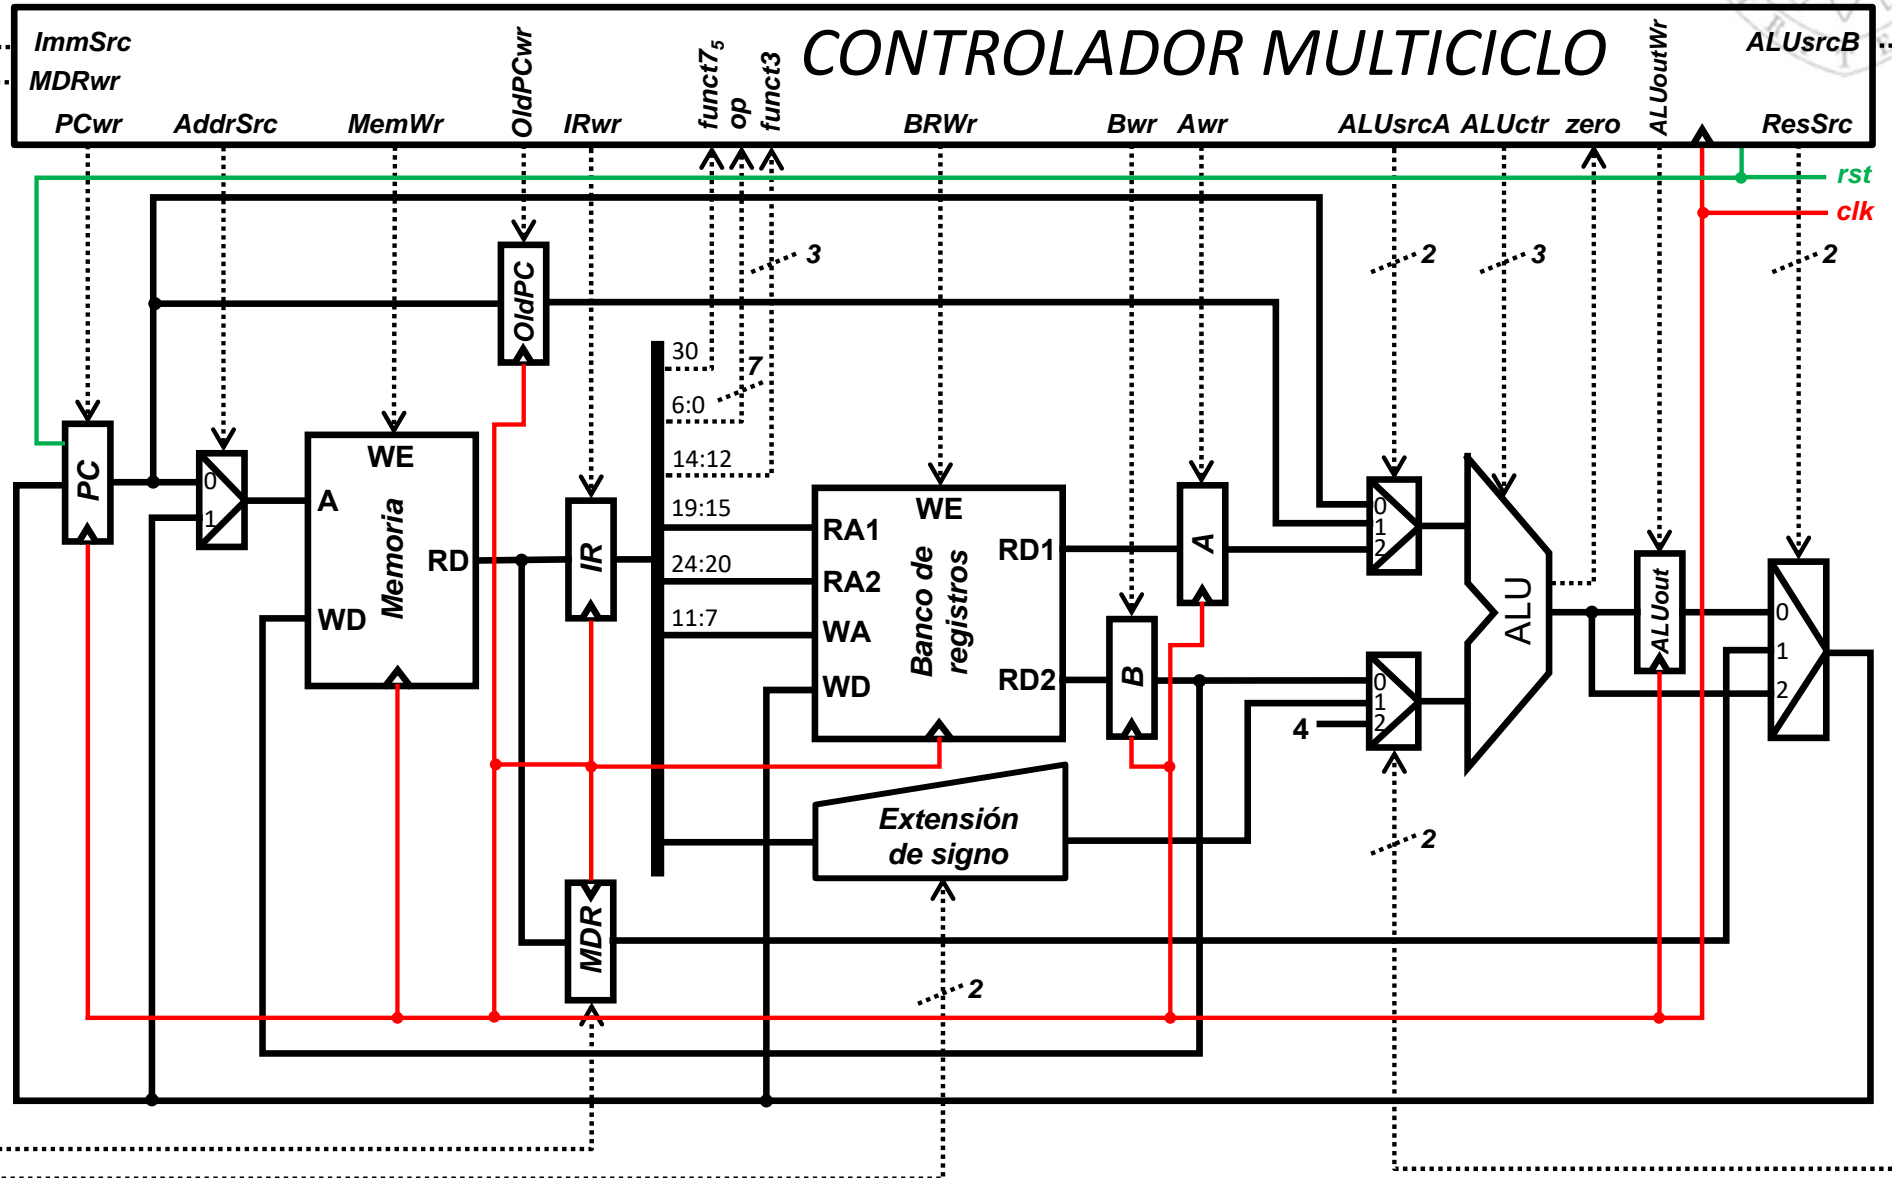 CONTROLADOR MULTICICLO
ImmSrc
MDRwr
PCwr
AddrSrc
MemWr
OldPCwr
IRwr
funct7₅
op
funct3
BRWr
Bwr
Awr
ALUsrcA
ALUctr
zero
ALUoutWr
ALUsrcB
ResSrc
rst
clk
3
2
3
2
OldPC
30
7
6:0
14:12
19:15
24:20
11:7
PC
0
1
WE
A
Memoria
RD
WD
IR
MDR
WE
RA1
RA2
WA
WD
Banco de
registros
RD1
RD2
A
B
Extensión
de signo
2
0
1
2
0
1
2
4
2
ALU
ALUout
0
1
2